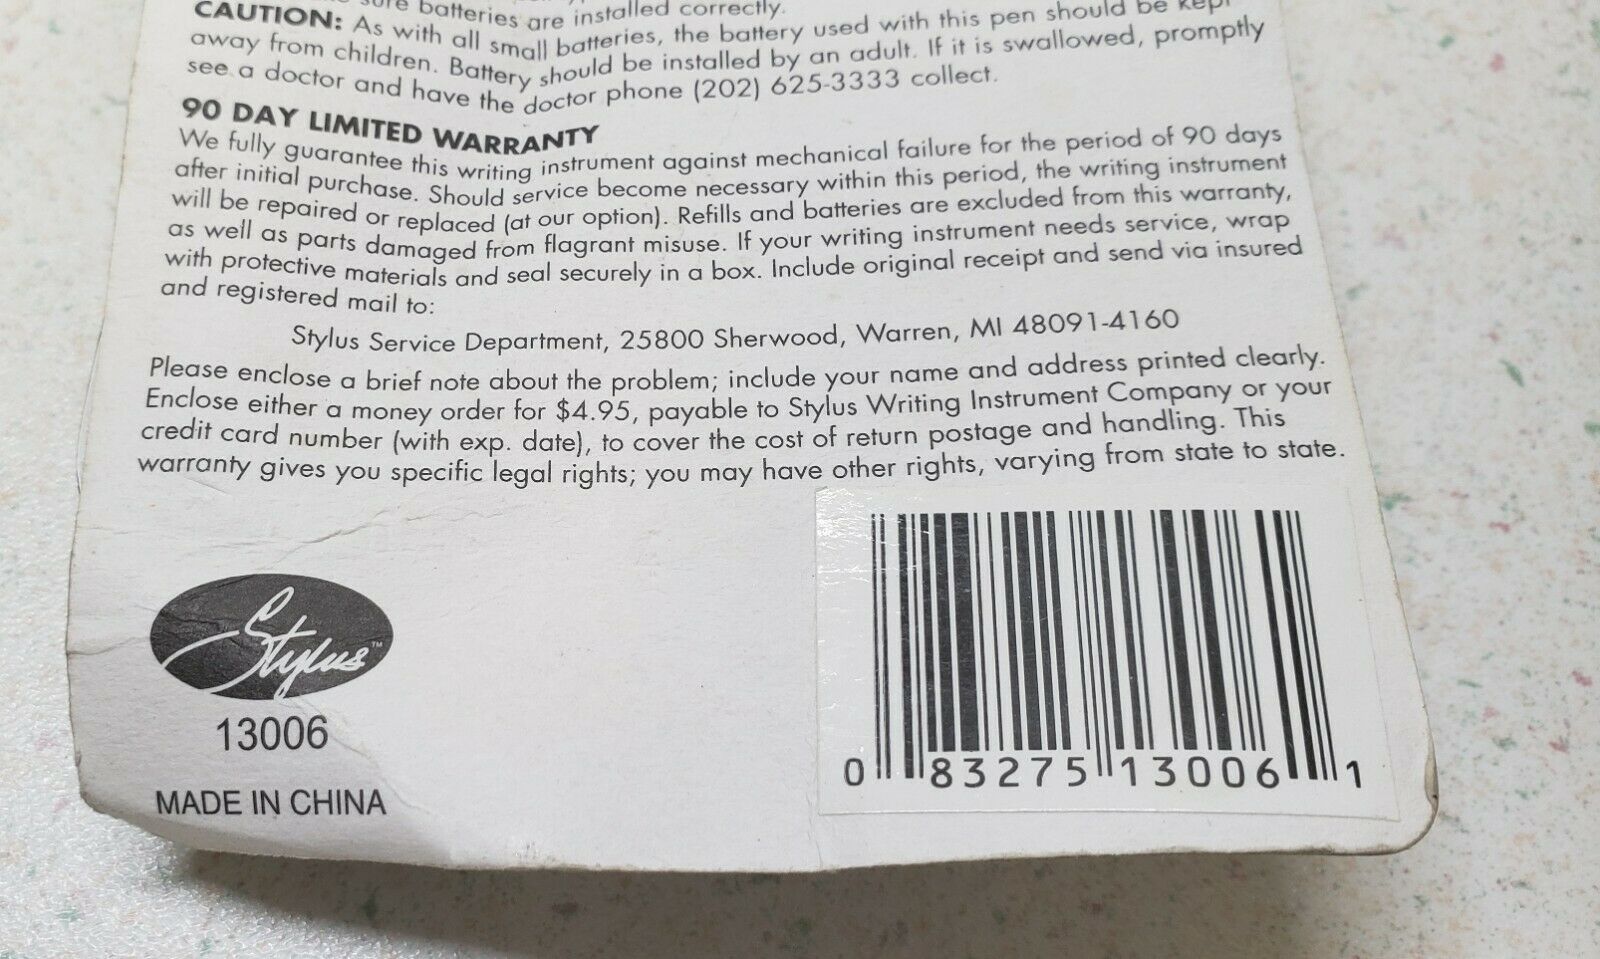 sure batteries are installed correctly.
CAUTION: As with all small batteries, the battery used with this pen should be kept
away from children. Battery should be installed by an adult. If it is swallowed, promptly
see a doctor and have the doctor phone (202) 625-3333 collect.
90 DAY LIMITED WARRANTY
We fully guarantee this writing instrument against mechanical failure for the period of 90 days
after initial purchase. Should service become necessary within this period, the writing instrument
will be repaired or replaced (at our option). Refills and batteries are excluded from this warranty,
as well as parts damaged from flagrant misuse. If your writing instrument needs service, wrap
with protective materials and seal securely in a box. Include original receipt and send via insured
and registered mail to:
Stylus Service Department, 25800 Sherwood, Warren, MI 48091-4160
Please enclose a brief note about the problem; include your name and address printed clearly.
Enclose either a money order for $4.95, payable to Stylus Writing Instrument Company or your
credit card number (with exp. date), to cover the cost of return postage and handling. This
warranty gives you specific legal rights; you may have other rights, varying from state to state.
Stylus™
13006
MADE IN CHINA
0 83275 13006 1